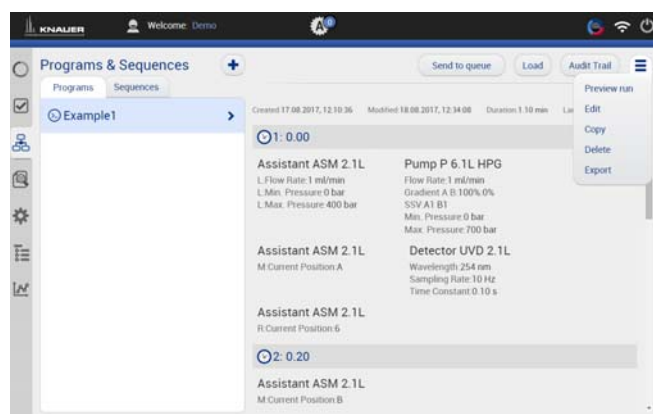 KNAUER
Welcome: Demo
A 0
Programs & Sequences
+
Send to queue
Load
Audit Trail
Programs
Sequences
Preview run
Edit
Copy
Delete
Export
Example1
Created 17.08.2017, 12:10:36 Modified 18.08.2017, 12:34:08 Duration 1.10 min
1: 0.00
Assistant ASM 2.1L
L:Flow Rate:1 ml/min
L:Min. Pressure:0 bar
L:Max. Pressure:400 bar
Pump P 6.1L HPG
Flow Rate:1 ml/min
Gradient A:B:100%:0%
SSV A1 B1
Min. Pressure:0 bar
Max. Pressure:700 bar
Assistant ASM 2.1L
M:Current Position:A
Detector UVD 2.1L
Wavelength:254 nm
Sampling Rate:10 Hz
Time Constant:0.10 s
Assistant ASM 2.1L
R:Current Position:6
2: 0.20
Assistant ASM 2.1L
M:Current Position:B